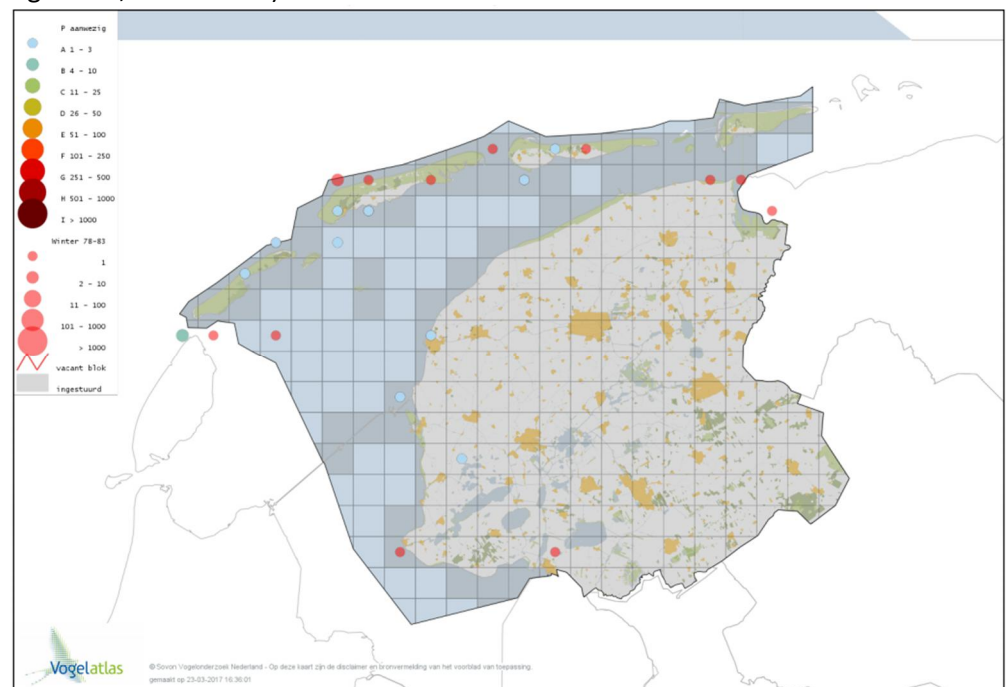 P aanwezig
A 1 - 3
B 4 - 10
C 11 - 25
D 26 - 50
E 51 - 100
F 101 - 250
G 251 - 500
H 501 - 1000
I > 1000
Winter 78-83
1
2 - 10
11 - 100
101 - 1000
> 1000
vacant blok
ingestuurd
Vogelatlas
© Sovon Vogelonderzoek Nederland - Op deze kaart zijn de disclaimer en bronvermelding van het voorblad van toepassing.
gemaakt op 23-03-2017 16:36:01